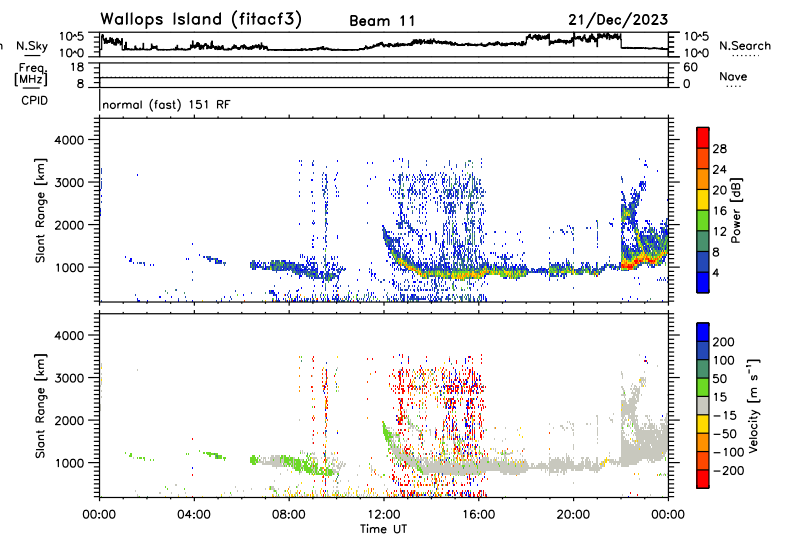 Wallops Island (fitacf3) Beam 11 21/Dec/2023
n N.Sky 10^5 10^0 10^5 10^0 N.Search
Freq. [MHz] 18 8 60 0 Nave
CPID normal (fast) 151 RF
Slant Range [km]
4000
3000
2000
1000
Power [dB]
28
24
20
16
12
8
4
Slant Range [km]
4000
3000
2000
1000
Velocity [m s⁻¹]
200
100
50
15
−15
−50
−100
−200
00:00 04:00 08:00 12:00 16:00 20:00 00:00
Time UT